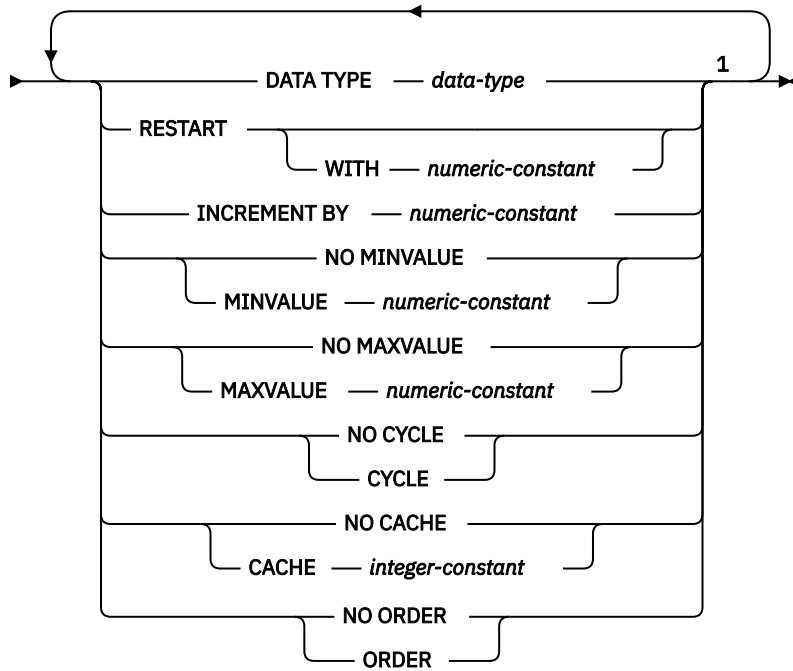 1
DATA TYPE data-type
RESTART
WITH numeric-constant
INCREMENT BY numeric-constant
NO MINVALUE
MINVALUE numeric-constant
NO MAXVALUE
MAXVALUE numeric-constant
NO CYCLE
CYCLE
NO CACHE
CACHE integer-constant
NO ORDER
ORDER